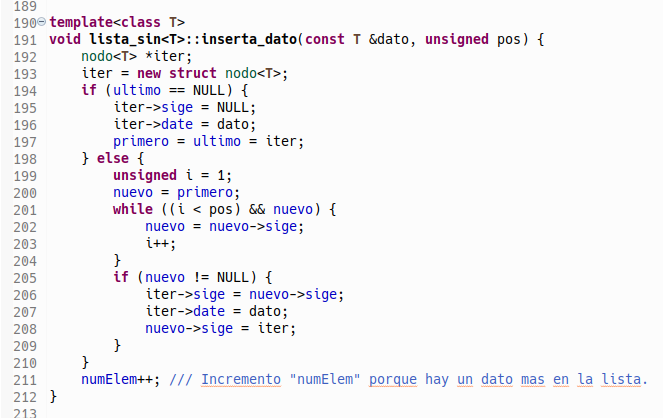 189
190 template<class T>
191 void lista_sin<T>::inserta_dato(const T &dato, unsigned pos) {
192     nodo<T> *iter;
193     iter = new struct nodo<T>;
194     if (ultimo == NULL) {
195         iter->sige = NULL;
196         iter->date = dato;
197         primero = ultimo = iter;
198     } else {
199         unsigned i = 1;
200         nuevo = primero;
201         while ((i < pos) && nuevo) {
202             nuevo = nuevo->sige;
203             i++;
204         }
205         if (nuevo != NULL) {
206             iter->sige = nuevo->sige;
207             iter->date = dato;
208             nuevo->sige = iter;
209         }
210     }
211     numElem++; /// Incremento "numElem" porque hay un dato mas en la lista.
212 }
213